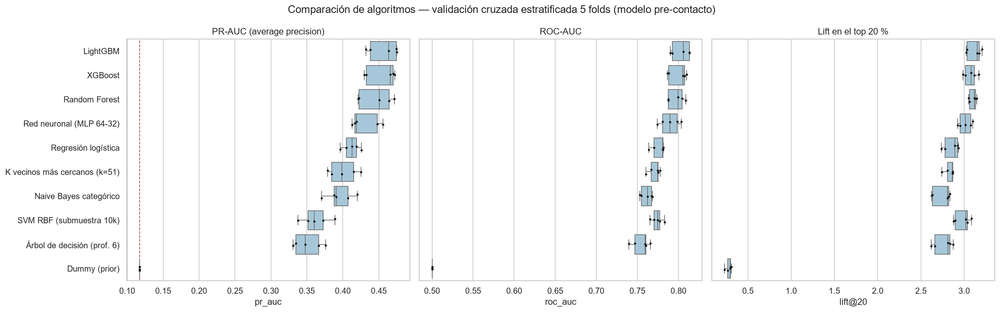 Comparación de algoritmos — validación cruzada estratificada 5 folds (modelo pre-contacto)
PR-AUC (average precision)
ROC-AUC
Lift en el top 20 %
LightGBM
XGBoost
Random Forest
Red neuronal (MLP 64-32)
Regresión logística
K vecinos más cercanos (k=51)
Naive Bayes categórico
SVM RBF (submuestra 10k)
Árbol de decisión (prof. 6)
Dummy (prior)
0.10 0.15 0.20 0.25 0.30 0.35 0.40 0.45
pr_auc
0.50 0.55 0.60 0.65 0.70 0.75 0.80
roc_auc
0.5 1.0 1.5 2.0 2.5 3.0
lift@20